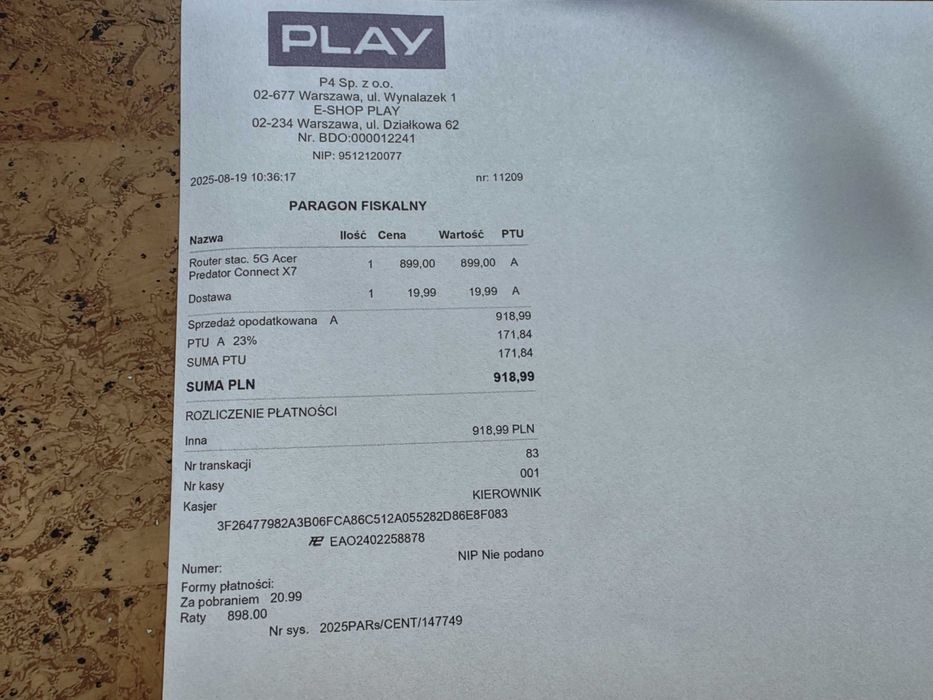 PLAY
P4 Sp. z o.o.
02-677 Warszawa, ul. Wynalazek 1
E-SHOP PLAY
02-234 Warszawa, ul. Działkowa 62
Nr. BDO:000012241
NIP: 9512120077
2025-08-19 10:36:17 nr: 11209
PARAGON FISKALNY
Nazwa Ilość Cena Wartość PTU
Router stac. 5G Acer
Predator Connect X7 1 899,00 899,00 A
Dostawa 1 19,99 19,99 A
Sprzedaż opodatkowana A 918,99
PTU A 23% 171,84
SUMA PTU 171,84
SUMA PLN 918,99
ROZLICZENIE PŁATNOŚCI
Inna 918,99 PLN
Nr transkacji 83
Nr kasy 001
Kasjer KIEROWNIK
3F26477982A3B06FCA86C512A055282D86E8F083
EAO2402258878
Numer: NIP Nie podano
Formy płatności:
Za pobraniem 20.99
Raty 898.00
Nr sys. 2025PARs/CENT/147749